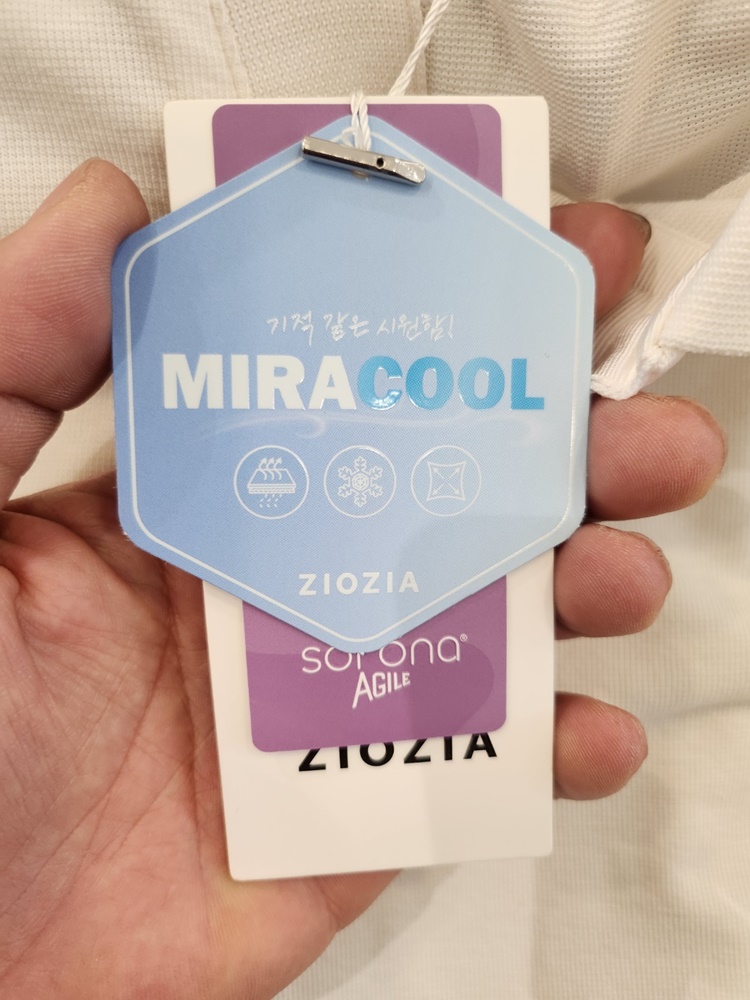 기적 같은 시원함!
MIRACOOL
ZIOZIA
sorona®
AGILE
ZIOZIA